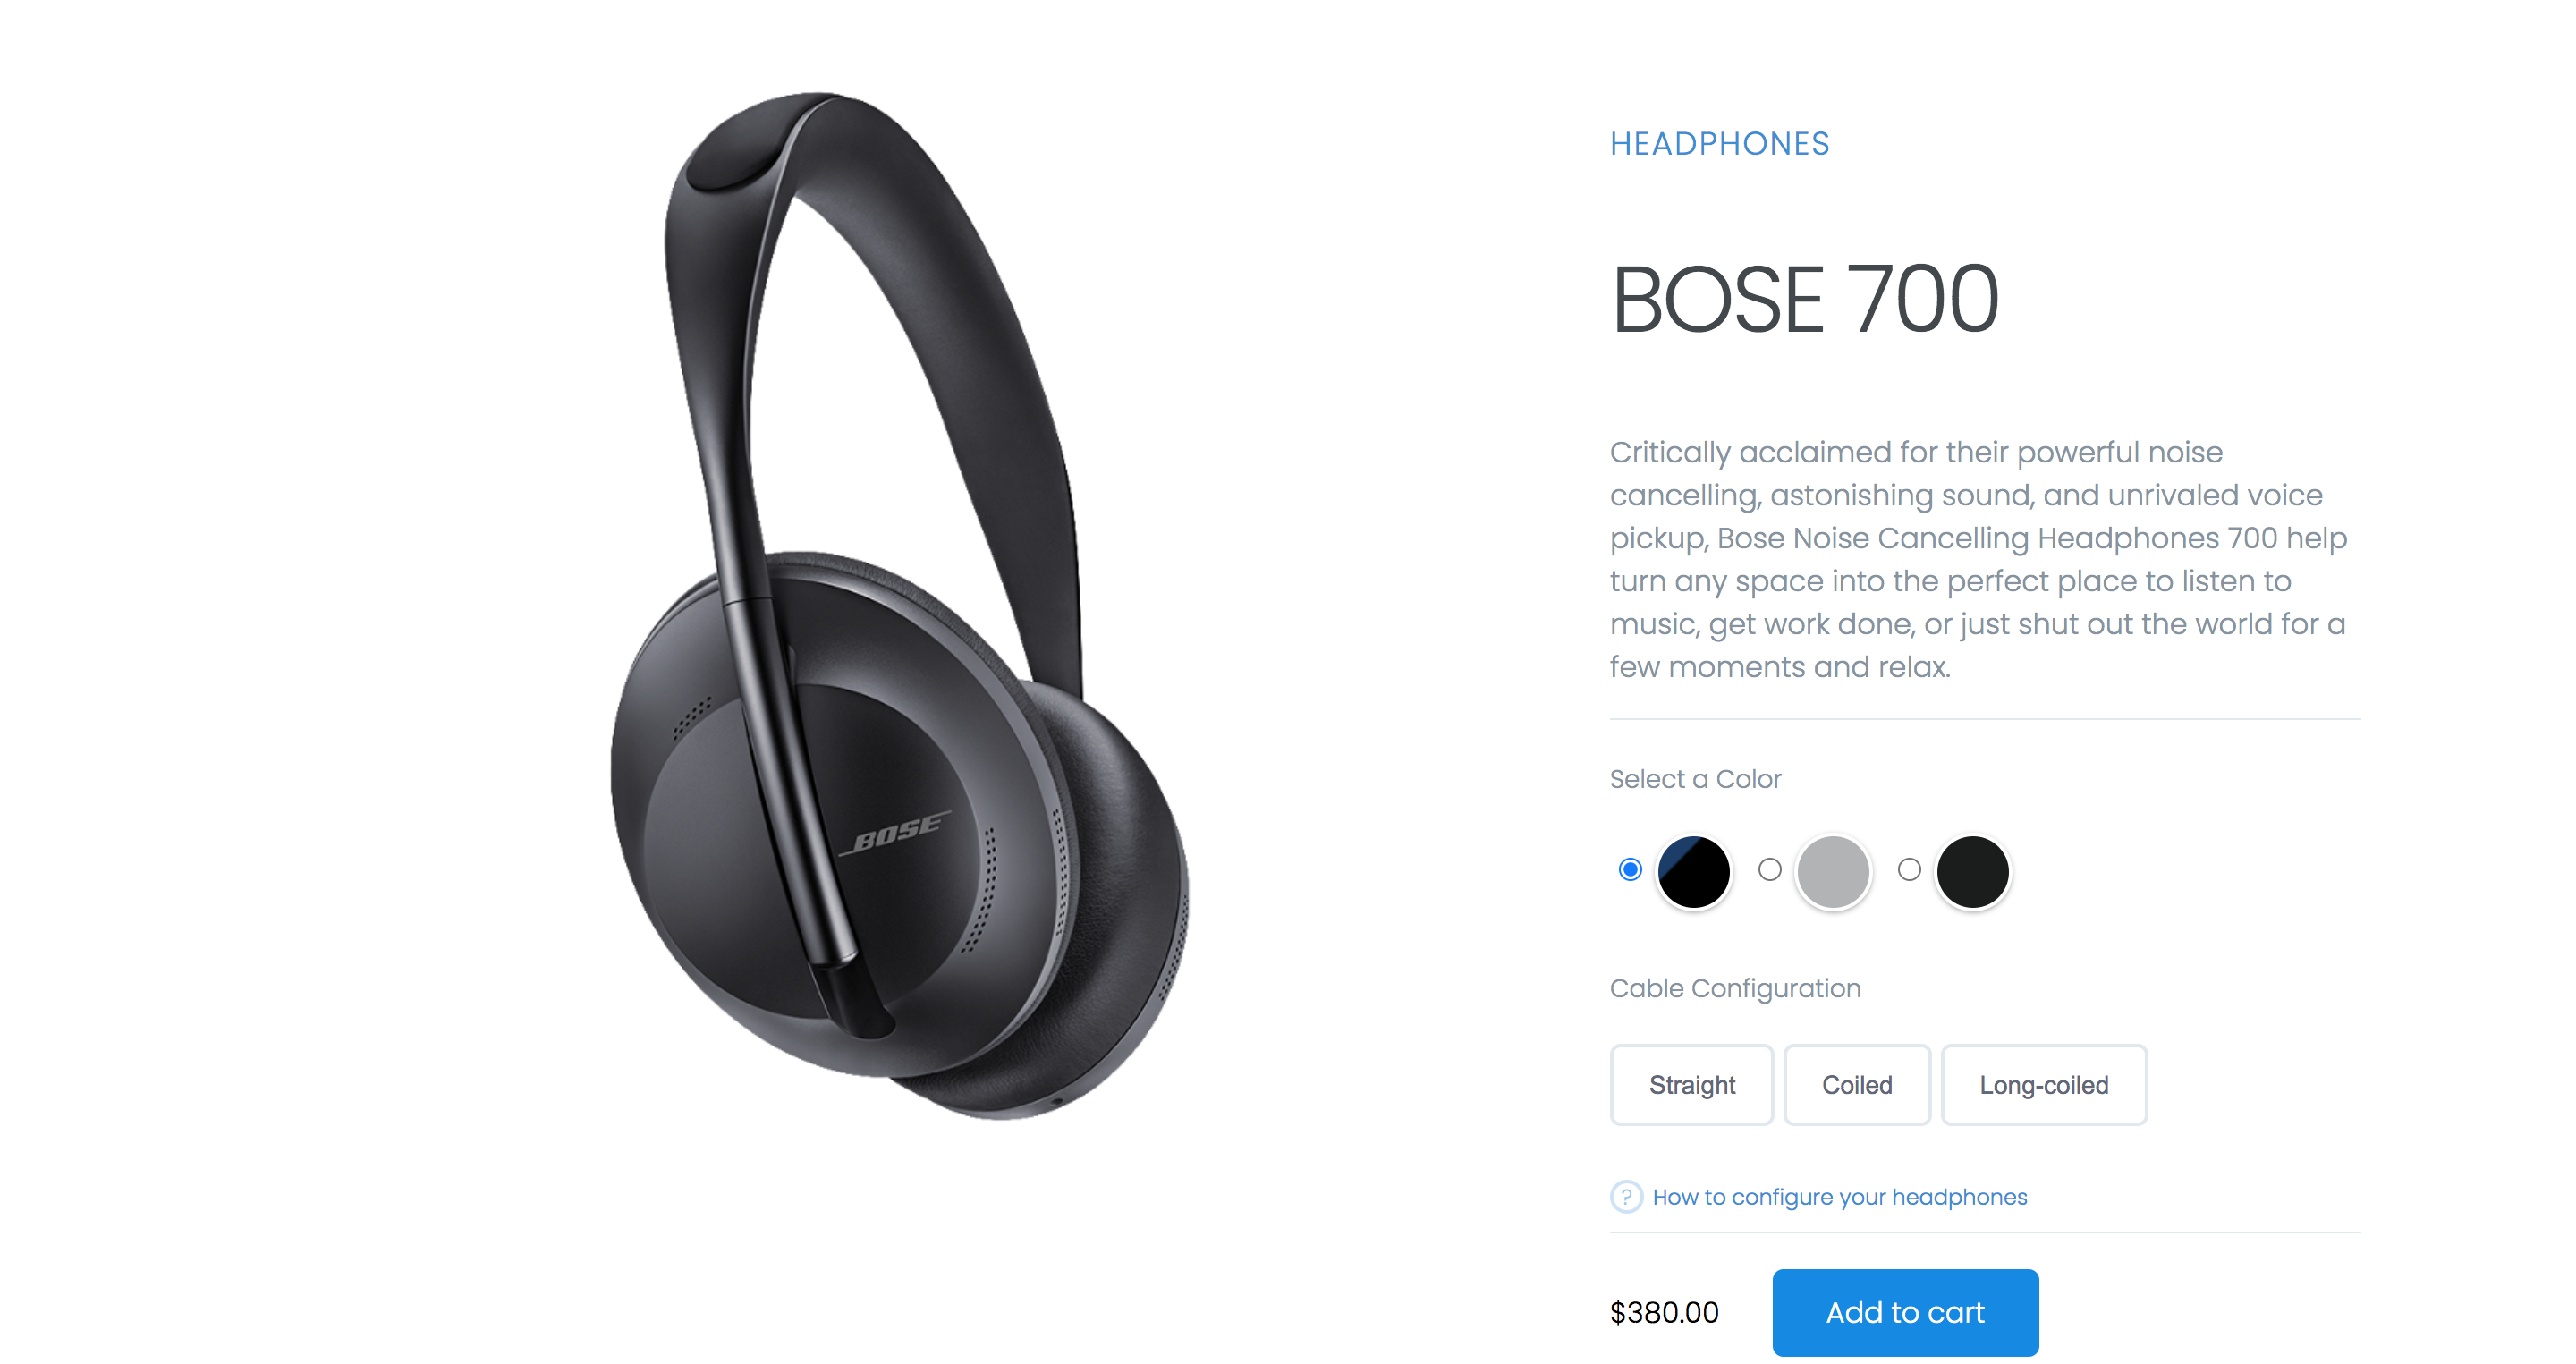 HEADPHONES
BOSE 700
Critically acclaimed for their powerful noise
cancelling, astonishing sound, and unrivaled voice
pickup, Bose Noise Cancelling Headphones 700 help
turn any space into the perfect place to listen to
music, get work done, or just shut out the world for a
few moments and relax.
Select a Color
BOSE
Cable Configuration
Straight Coiled Long-coiled
? How to configure your headphones
$380.00 Add to cart